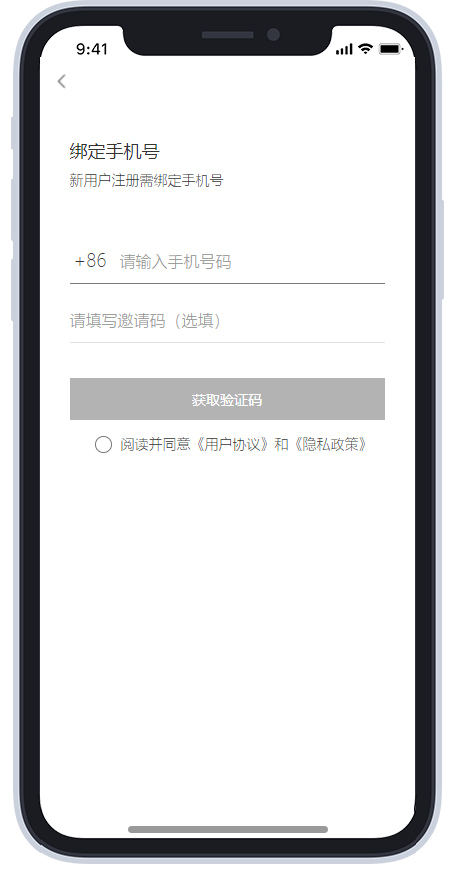 9:41
绑定手机号
新用户注册需绑定手机号
+86 请输入手机号码
请填写邀请码（选填）
获取验证码
阅读并同意《用户协议》和《隐私政策》